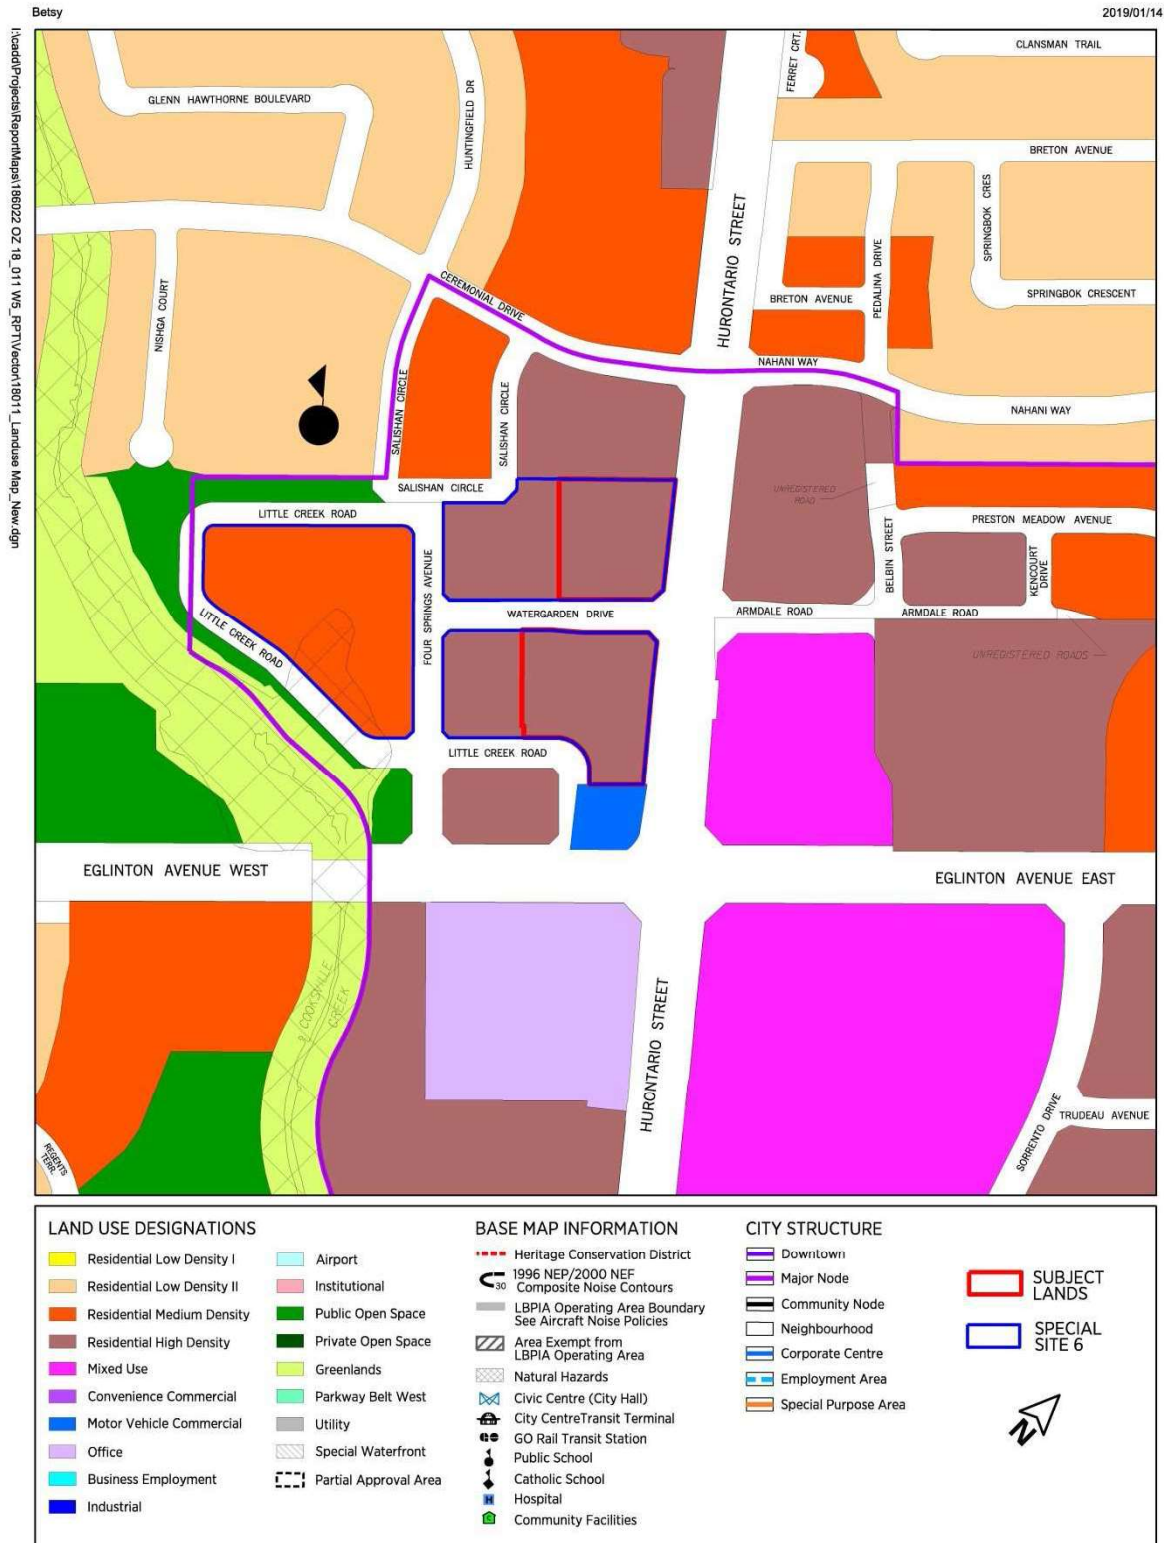 Betsy
2019/01/14
I:\cadd\Projects\ReportMaps\186022 OZ 18_011 W5_RPT\Vector\18011_Landuse Map_New.dgn
CLANSMAN TRAIL
FERRET CRT.
GLENN HAWTHORNE BOULEVARD
HUNTINGFIELD DR
BRETON AVENUE
SPRINGBOK CRES
HURONTARIO STREET
PEDALINA DRIVE
NISHGA COURT
CEREMONIAL DRIVE
BRETON AVENUE
SPRINGBOK CRESCENT
NAHANI WAY
SALISHAN CIRCLE
SALISHAN CIRCLE
NAHANI WAY
SALISHAN CIRCLE
UNREGISTERED
ROAD
LITTLE CREEK ROAD
PRESTON MEADOW AVENUE
BELBIN STREET
KENCOURT
DRIVE
FOUR SPRINGS AVENUE
WATERGARDEN DRIVE
ARMDALE ROAD
ARMDALE ROAD
LITTLE CREEK ROAD
UNREGISTERED ROADS
LITTLE CREEK ROAD
EGLINTON AVENUE WEST
EGLINTON AVENUE EAST
COOKSVILLE
CREEK
HURONTARIO STREET
SORRENTO DRIVE
TRUDEAU AVENUE
REGENTS
TERR.
LAND USE DESIGNATIONS
Residential Low Density I
Residential Low Density II
Residential Medium Density
Residential High Density
Mixed Use
Convenience Commercial
Motor Vehicle Commercial
Office
Business Employment
Industrial
Airport
Institutional
Public Open Space
Private Open Space
Greenlands
Parkway Belt West
Utility
Special Waterfront
Partial Approval Area
BASE MAP INFORMATION
Heritage Conservation District
30
1996 NEP/2000 NEF
Composite Noise Contours
LBPIA Operating Area Boundary
See Aircraft Noise Policies
Area Exempt from
LBPIA Operating Area
Natural Hazards
Civic Centre (City Hall)
City CentreTransit Terminal
GO Rail Transit Station
Public School
Catholic School
H
Hospital
Community Facilities
CITY STRUCTURE
Downtown
Major Node
Community Node
Neighbourhood
Corporate Centre
Employment Area
Special Purpose Area
SUBJECT
LANDS
SPECIAL
SITE 6
N